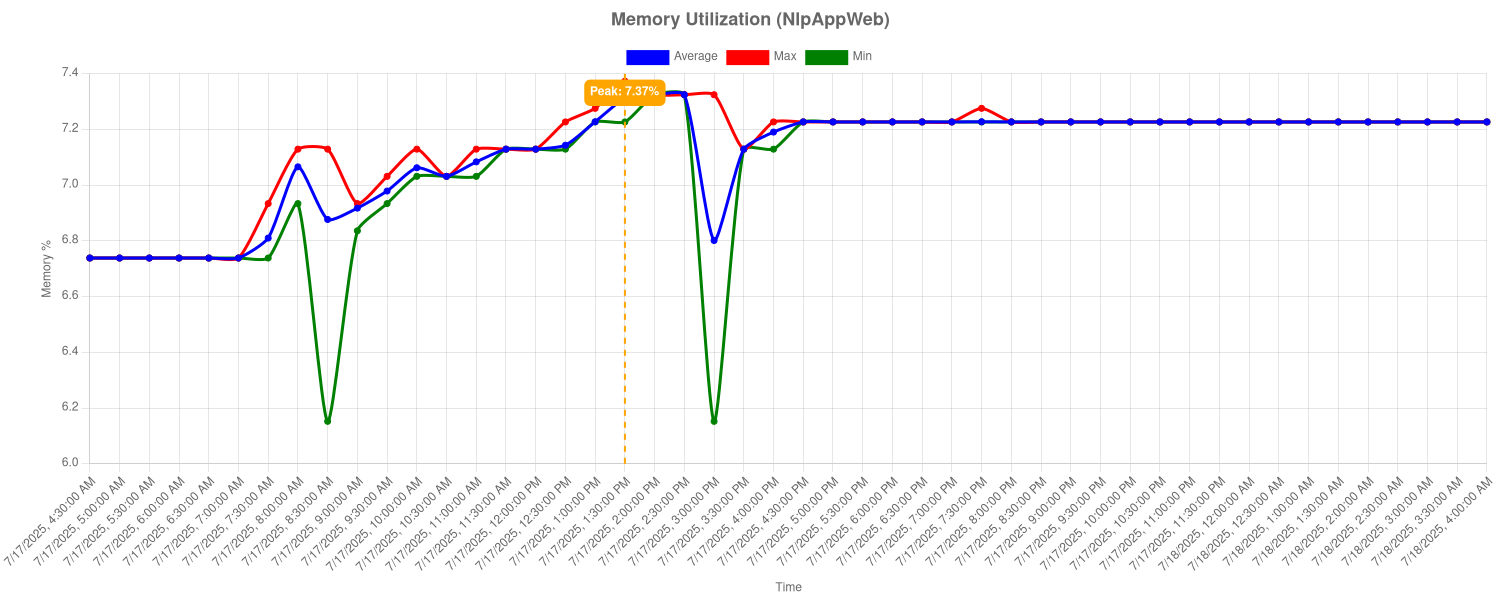 Memory Utilization (NlpAppWeb)
Average Max Min
Peak: 7.37%
7.4
7.2
7.0
6.8
6.6
6.4
6.2
6.0
Memory %
7/17/2025, 4:30:00 AM
7/17/2025, 5:00:00 AM
7/17/2025, 5:30:00 AM
7/17/2025, 6:00:00 AM
7/17/2025, 6:30:00 AM
7/17/2025, 7:00:00 AM
7/17/2025, 7:30:00 AM
7/17/2025, 8:00:00 AM
7/17/2025, 8:30:00 AM
7/17/2025, 9:00:00 AM
7/17/2025, 9:30:00 AM
7/17/2025, 10:00:00 AM
7/17/2025, 10:30:00 AM
7/17/2025, 11:00:00 AM
7/17/2025, 11:30:00 AM
7/17/2025, 12:00:00 PM
7/17/2025, 12:30:00 PM
7/17/2025, 1:00:00 PM
7/17/2025, 1:30:00 PM
7/17/2025, 2:00:00 PM
7/17/2025, 2:30:00 PM
7/17/2025, 3:00:00 PM
7/17/2025, 3:30:00 PM
7/17/2025, 4:00:00 PM
7/17/2025, 4:30:00 PM
7/17/2025, 5:00:00 PM
7/17/2025, 5:30:00 PM
7/17/2025, 6:00:00 PM
7/17/2025, 6:30:00 PM
7/17/2025, 7:00:00 PM
7/17/2025, 7:30:00 PM
7/17/2025, 8:00:00 PM
7/17/2025, 8:30:00 PM
7/17/2025, 9:00:00 PM
7/17/2025, 9:30:00 PM
7/17/2025, 10:00:00 PM
7/17/2025, 10:30:00 PM
7/17/2025, 11:00:00 PM
7/17/2025, 11:30:00 PM
7/18/2025, 12:00:00 AM
7/18/2025, 12:30:00 AM
7/18/2025, 1:00:00 AM
7/18/2025, 1:30:00 AM
7/18/2025, 2:00:00 AM
7/18/2025, 2:30:00 AM
7/18/2025, 3:00:00 AM
7/18/2025, 3:30:00 AM
7/18/2025, 4:00:00 AM
Time